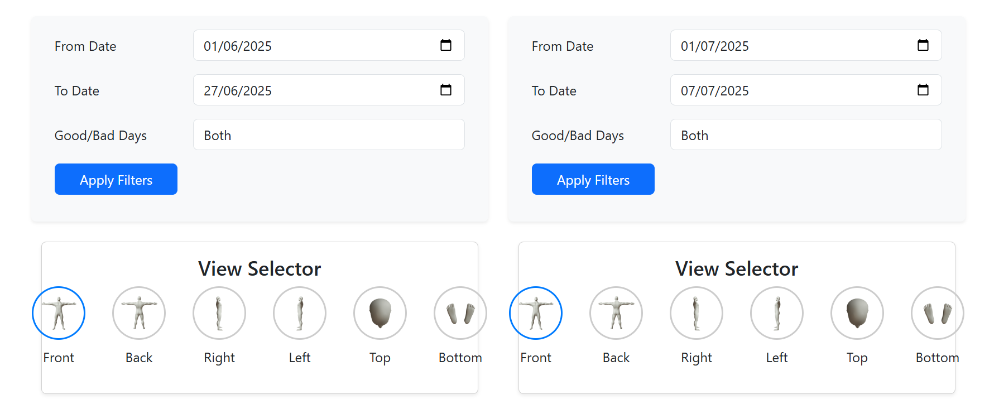 From Date
01/06/2025
To Date
27/06/2025
Good/Bad Days
Both
Apply Filters
From Date
01/07/2025
To Date
07/07/2025
Good/Bad Days
Both
Apply Filters
View Selector
Front
Back
Right
Left
Top
Bottom
View Selector
Front
Back
Right
Left
Top
Bottom